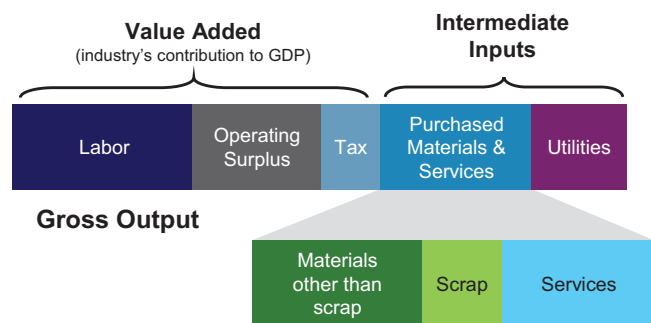 Value Added
(industry's contribution to GDP)
Intermediate
Inputs
Labor
Operating
Surplus
Tax
Purchased
Materials &
Services
Utilities
Gross Output
Materials
other than
scrap
Scrap
Services